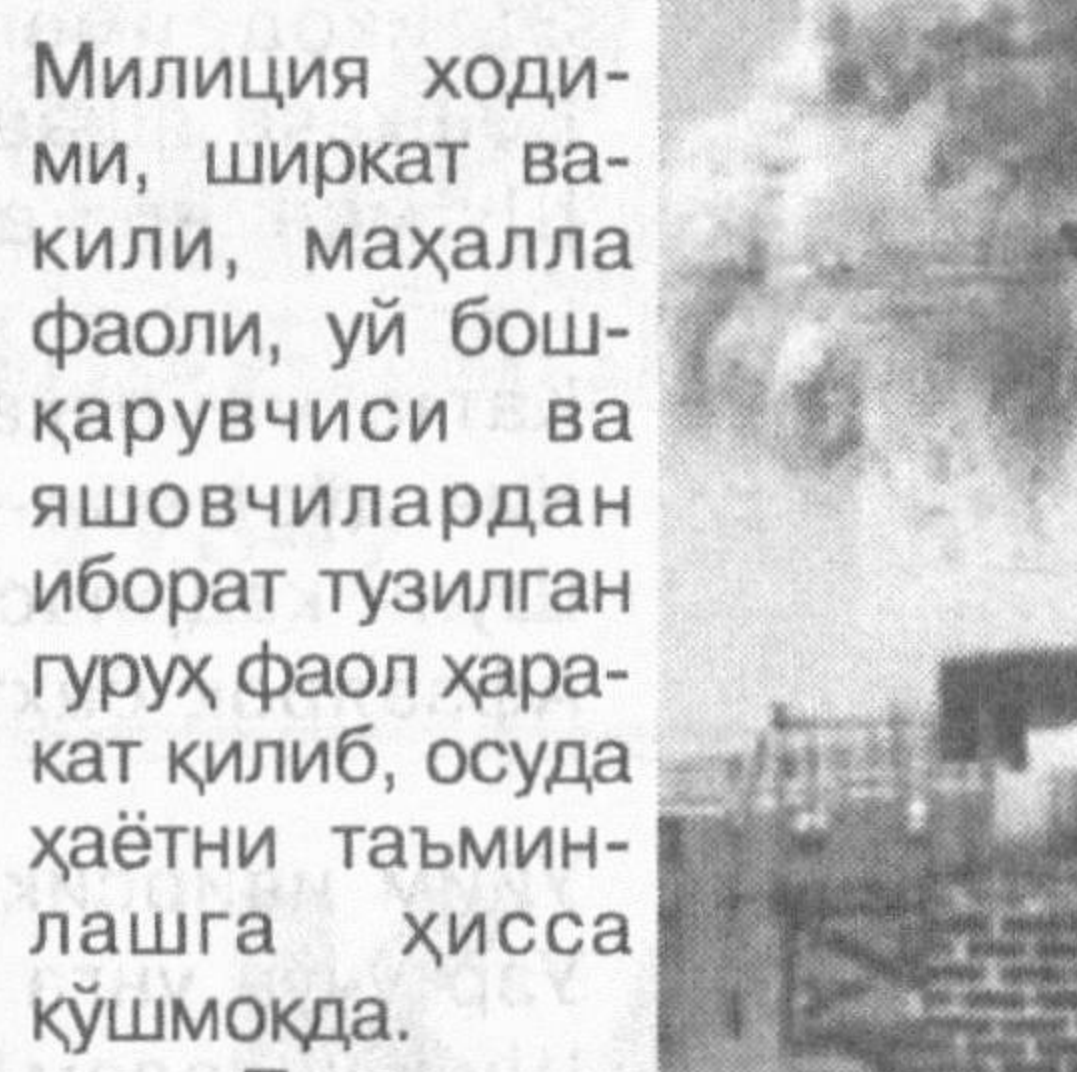 Милиция ходи-
ми, ширкат ва-
кили, маҳалла
фаоли, уй бош-
қарувчиси ва
яшовчилардан
иборат тузилган
гуруҳ фаол ҳара-
кат қилиб, осуда
ҳаётни таъмин-
лашга ҳисса
қўшмоқда.